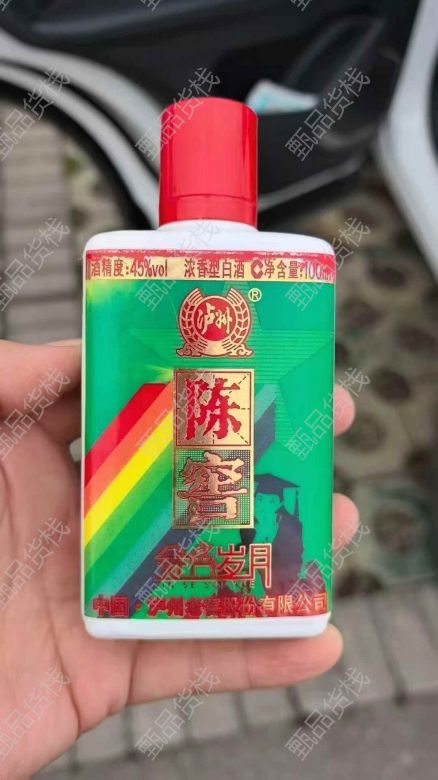 酒精度:45%vol 浓香型白酒 净含量:100ml
泸州 ®
陈
窖
岁月
中国·泸州老窖股份有限公司
甄品货栈